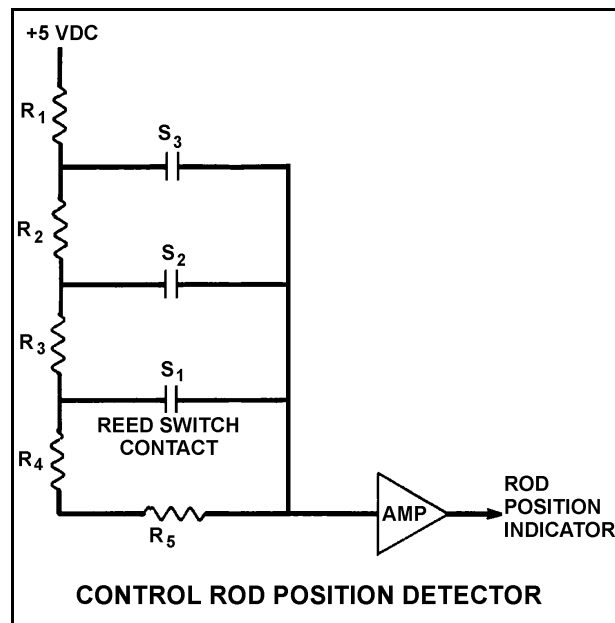 +5 VDC
R1
S3
R2
S2
R3
S1
REED SWITCH
CONTACT
R4
R5
AMP
ROD
POSITION
INDICATOR
CONTROL ROD POSITION DETECTOR